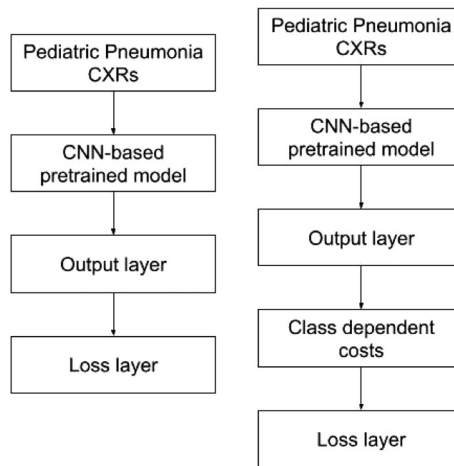 Pediatric Pneumonia
CXRs
CNN-based
pretrained model
Output layer
Loss layer
Pediatric Pneumonia
CXRs
CNN-based
pretrained model
Output layer
Class dependent
costs
Loss layer